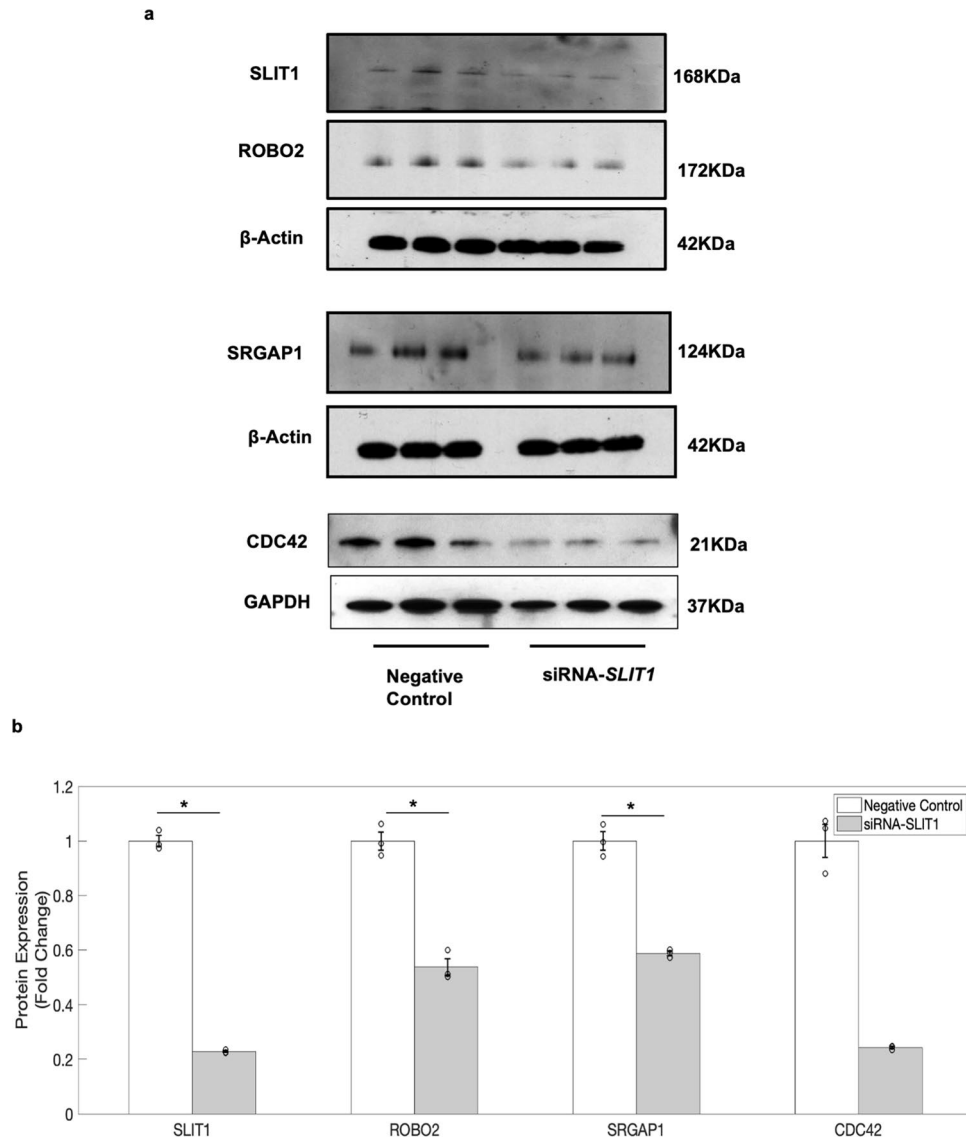 a
SLIT1 168KDa
ROBO2 172KDa
β-Actin 42KDa
SRGAP1 124KDa
β-Actin 42KDa
CDC42 21KDa
GAPDH 37KDa
Negative
Control
siRNA-SLIT1
b
Protein Expression
(Fold Change)
1.2
1
0.8
0.6
0.4
0.2
0
* * *
Negative Control
siRNA-SLIT1
SLIT1 ROBO2 SRGAP1 CDC42